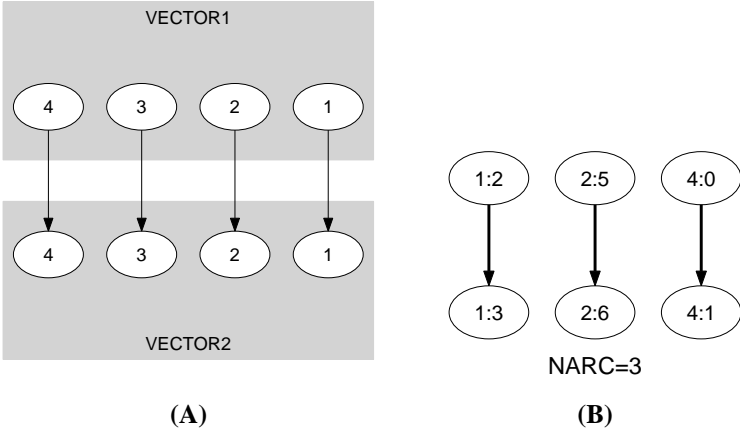 VECTOR1
4 3 2 1
4 3 2 1
VECTOR2
(A)
1:2 2:5 4:0
1:3 2:6 4:1
NARC=3
(B)